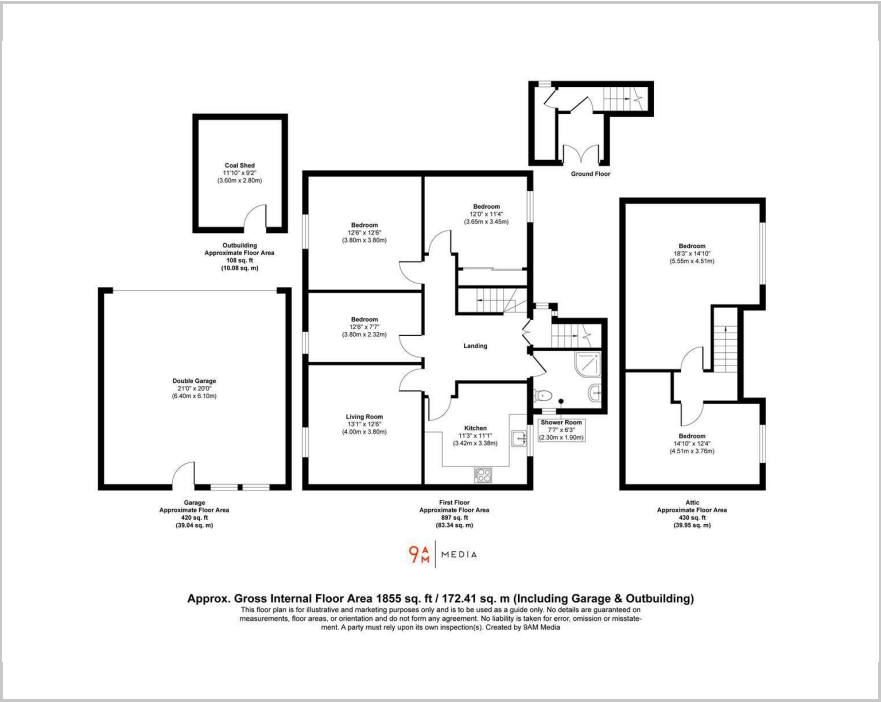 Ground Floor
Coal Shed
11'10" x 9'2"
(3.60m x 2.80m)
Outbuilding
Approximate Floor Area
108 sq. ft
(10.08 sq. m)
Bedroom
12'6" x 12'6"
(3.80m x 3.80m)
Bedroom
12'0" x 11'4"
(3.65m x 3.45m)
Bedroom
18'3" x 14'10"
(5.56m x 4.51m)
Bedroom
12'6" x 7'7"
(3.80m x 2.32m)
Landing
Double Garage
21'0" x 20'0"
(6.40m x 6.10m)
Living Room
13'1" x 12'6"
(4.00m x 3.80m)
Kitchen
11'3" x 11'1"
(3.42m x 3.38m)
Shower Room
7'7" x 6'3"
(2.30m x 1.90m)
Bedroom
14'10" x 12'4"
(4.51m x 3.76m)
Garage
Approximate Floor Area
420 sq. ft
(39.04 sq. m)
First Floor
Approximate Floor Area
897 sq. ft
(83.34 sq. m)
Attic
Approximate Floor Area
430 sq. ft
(39.95 sq. m)
9AM MEDIA
Approx. Gross Internal Floor Area 1855 sq. ft / 172.41 sq. m (Including Garage & Outbuilding)
This floor plan is for illustrative and marketing purposes only and is to be used as a guide only. No details are guaranteed on
measurements, floor areas, or orientation and do not form any agreement. No liability is taken for error, omission or misstate-
ment. A party must rely upon its own inspection(s). Created by 9AM Media